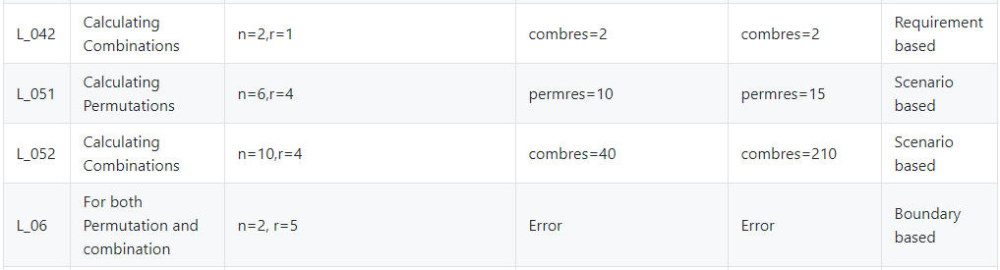 L_042 Calculating Combinations n=2,r=1 combres=2 combres=2 Requirement based
L_051 Calculating Permutations n=6,r=4 permres=10 permres=15 Scenario based
L_052 Calculating Combinations n=10,r=4 combres=40 combres=210 Scenario based
L_06 For both Permutation and combination n=2, r=5 Error Error Boundary based